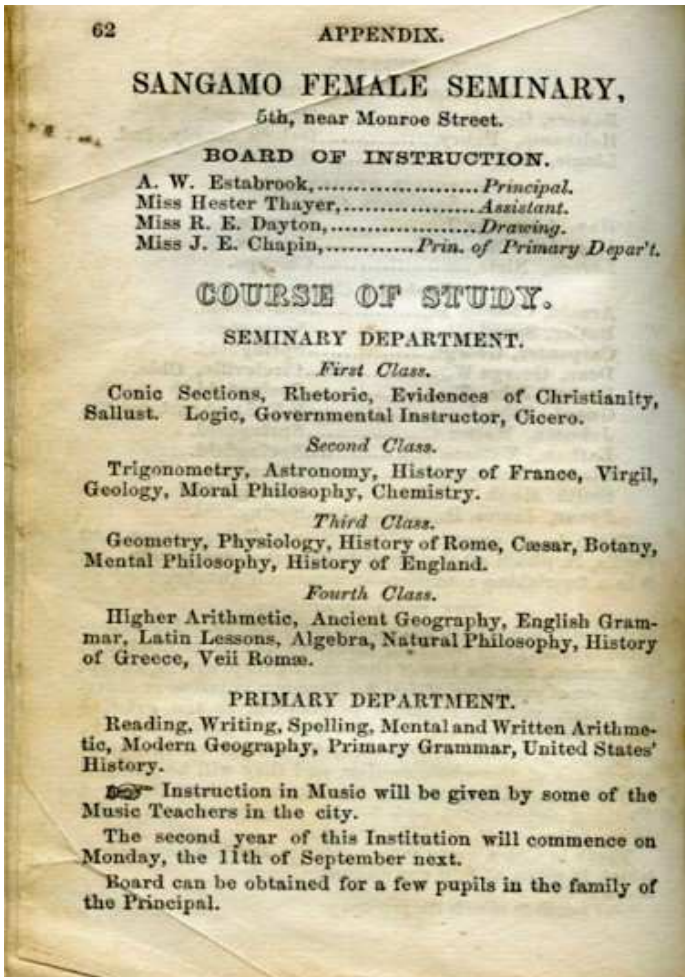 62 APPENDIX.
SANGAMO FEMALE SEMINARY,
5th, near Monroe Street.
BOARD OF INSTRUCTION.
A. W. Estabrook,......................Principal.
Miss Hester Thayer,..................Assistant.
Miss R. E. Dayton,....................Drawing.
Miss J. E. Chapin,............Prin. of Primary Depar't.
COURSE OF STUDY.
SEMINARY DEPARTMENT.
First Class.
Conic Sections, Rhetoric, Evidences of Christianity,
Sallust. Logic, Governmental Instructor, Cicero.
Second Class.
Trigonometry, Astronomy, History of France, Virgil,
Geology, Moral Philosophy, Chemistry.
Third Class.
Geometry, Physiology, History of Rome, Cæsar, Botany,
Mental Philosophy, History of England.
Fourth Class.
Higher Arithmetic, Ancient Geography, English Gram-
mar, Latin Lessons, Algebra, Natural Philosophy, History
of Greece, Veii Romæ.
PRIMARY DEPARTMENT.
Reading, Writing, Spelling, Mental and Written Arithme-
tic, Modern Geography, Primary Grammar, United States'
History.
☞ Instruction in Music will be given by some of the
Music Teachers in the city.
The second year of this Institution will commence on
Monday, the 11th of September next.
Board can be obtained for a few pupils in the family of
the Principal.